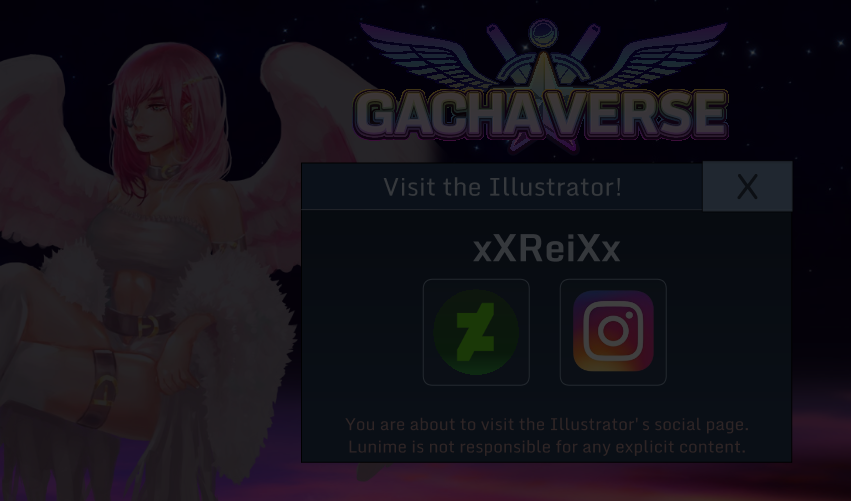 GACHAVERSE
Visit the Illustrator!
X
xXReiXx
You are about to visit the Illustrator's social page.
Lunime is not responsible for any explicit content.